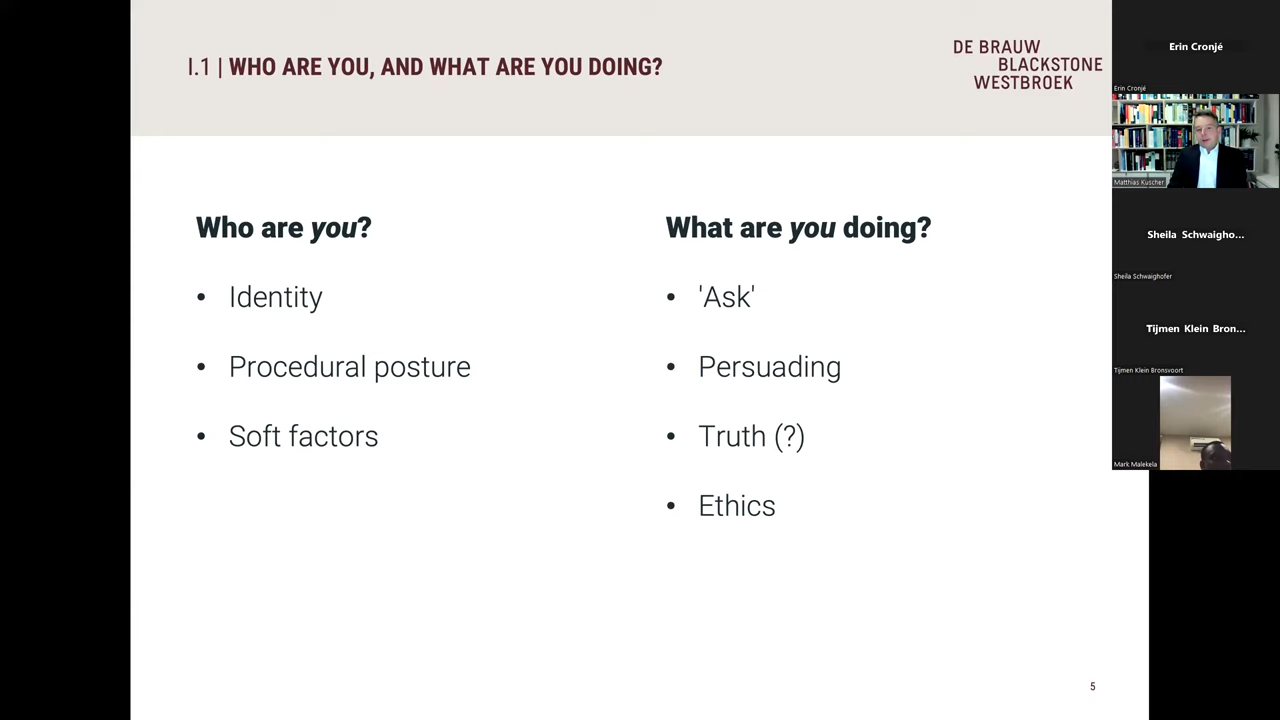 I.1 | WHO ARE YOU, AND WHAT ARE YOU DOING?
DE BRAUW
BLACKSTONE
WESTBROEK
Who are you?
• Identity
• Procedural posture
• Soft factors
What are you doing?
• 'Ask'
• Persuading
• Truth (?)
• Ethics
5
Erin Cronjé
Erin Cronjé
Matthias Kuscher
Sheila Schwaigho...
Sheila Schwaighofer
Tijmen Klein Bron...
Tijmen Klein Bronsvoort
Mark Malekela